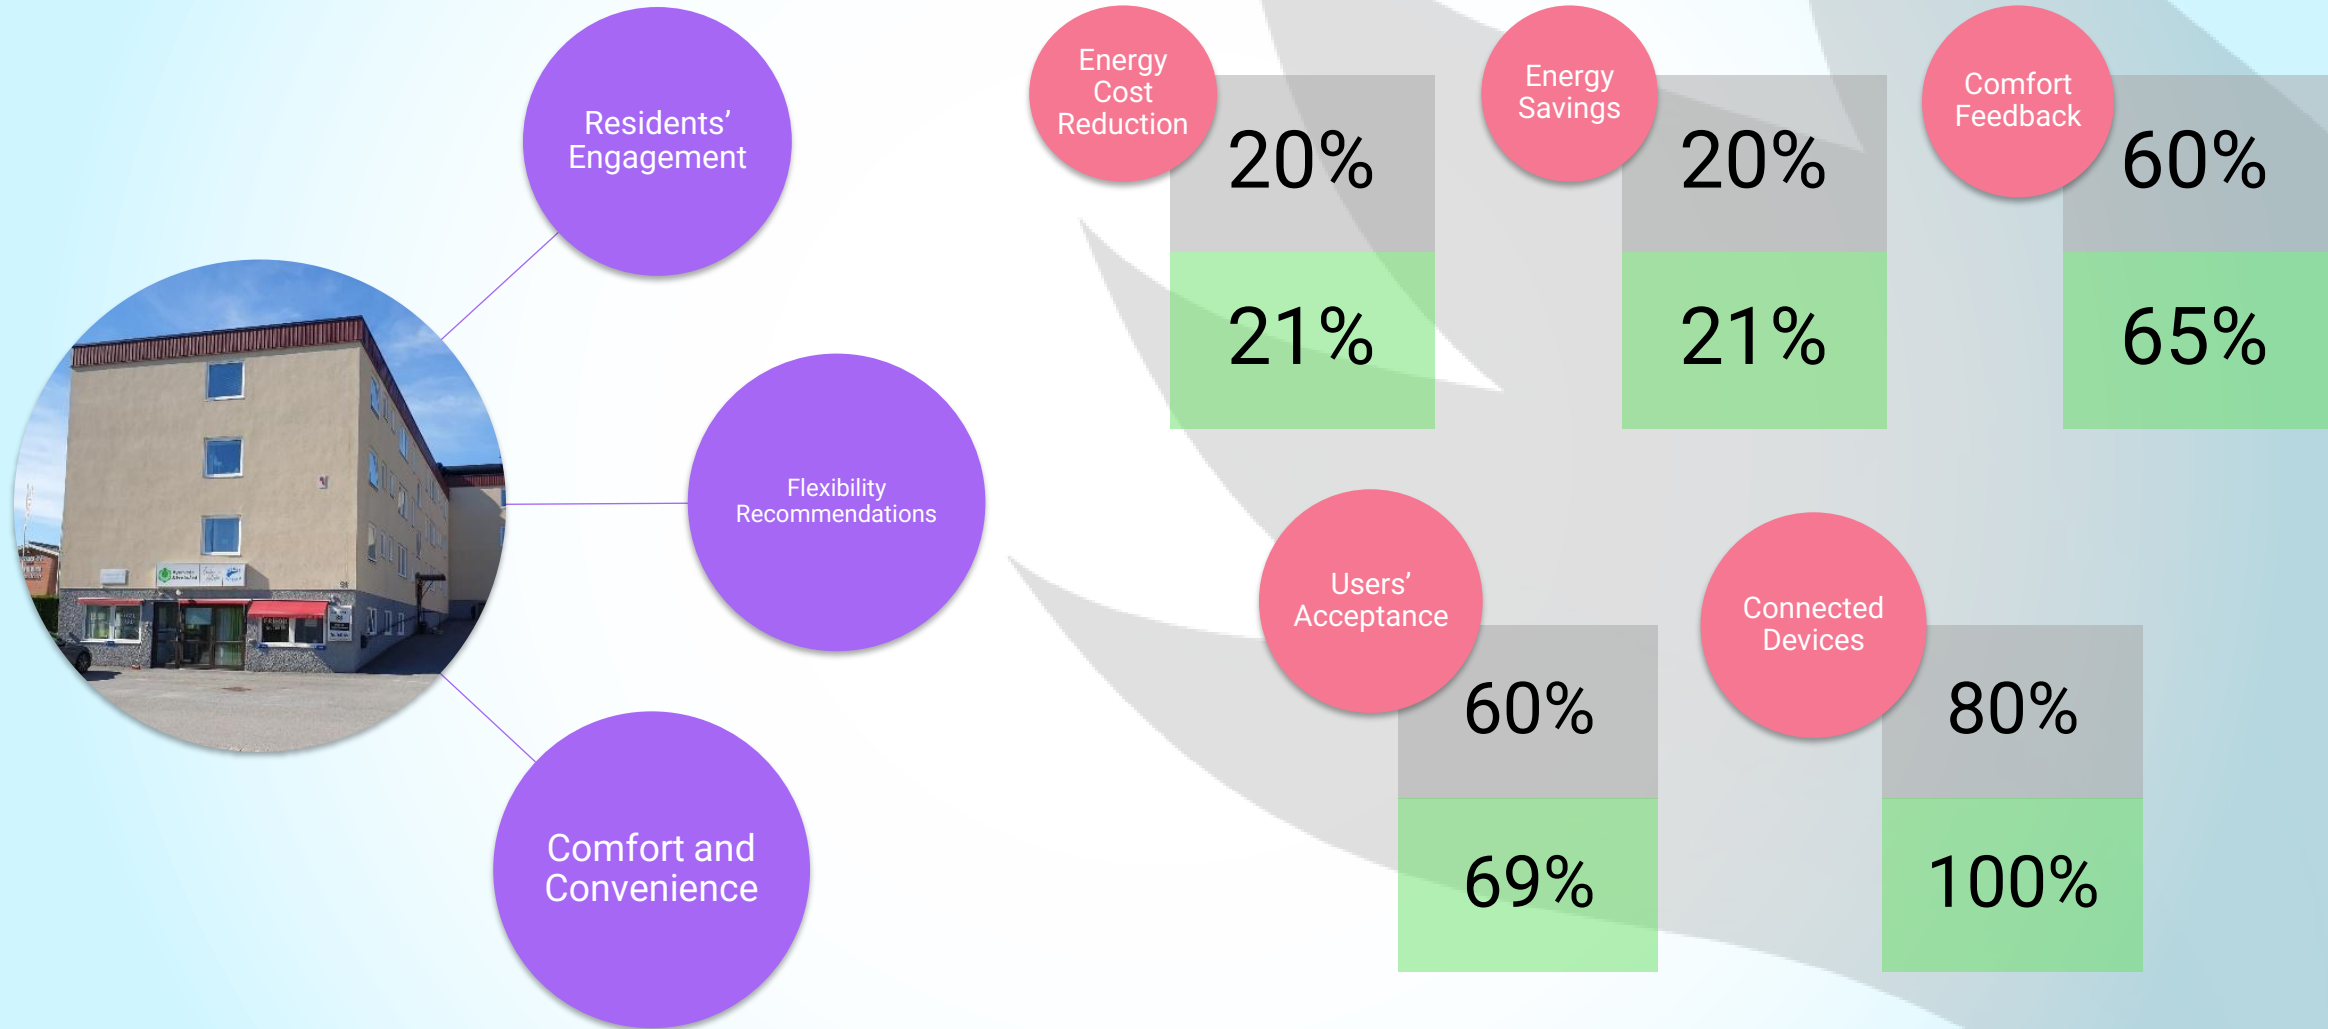 Residents’
Engagement
Flexibility
Recommendations
Comfort and
Convenience
Energy
Cost
Reduction
20%
21%
Energy
Savings
20%
21%
Comfort
Feedback
60%
65%
Users’
Acceptance
60%
69%
Connected
Devices
80%
100%